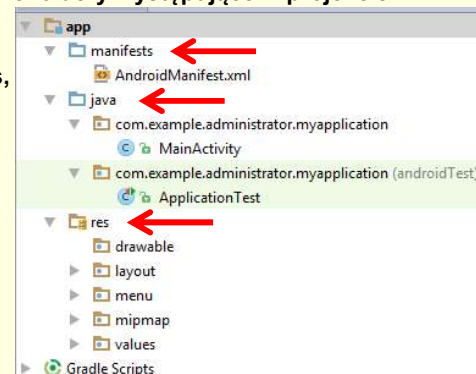 występujące
app
manifests
AndroidManifest.xml
java
com.example.administrator.myapplication
MainActivity
com.example.administrator.myapplication (androidTest)
ApplicationTest
res
drawable
layout
menu
mipmap
values
Gradle Scripts